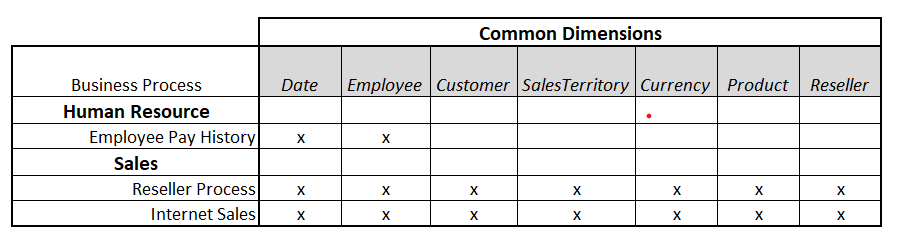 Common Dimensions
Business Process Date Employee Customer SalesTerritory Currency Product Reseller
Human Resource
Employee Pay History x x
Sales
Reseller Process x x x x x x x
Internet Sales x x x x x x x